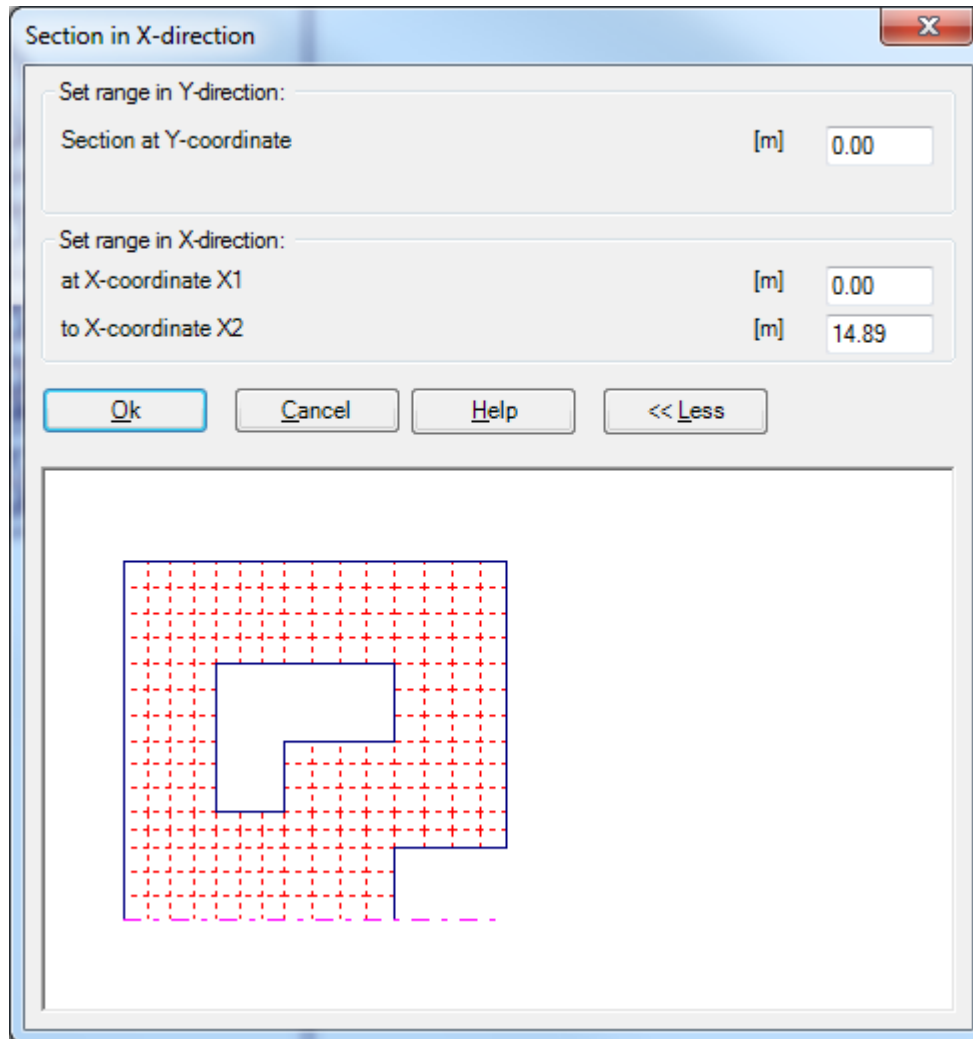 Section in X-direction
Set range in Y-direction:
Section at Y-coordinate [m] 0.00
Set range in X-direction:
at X-coordinate X1 [m] 0.00
to X-coordinate X2 [m] 14.89
Ok Cancel Help << Less